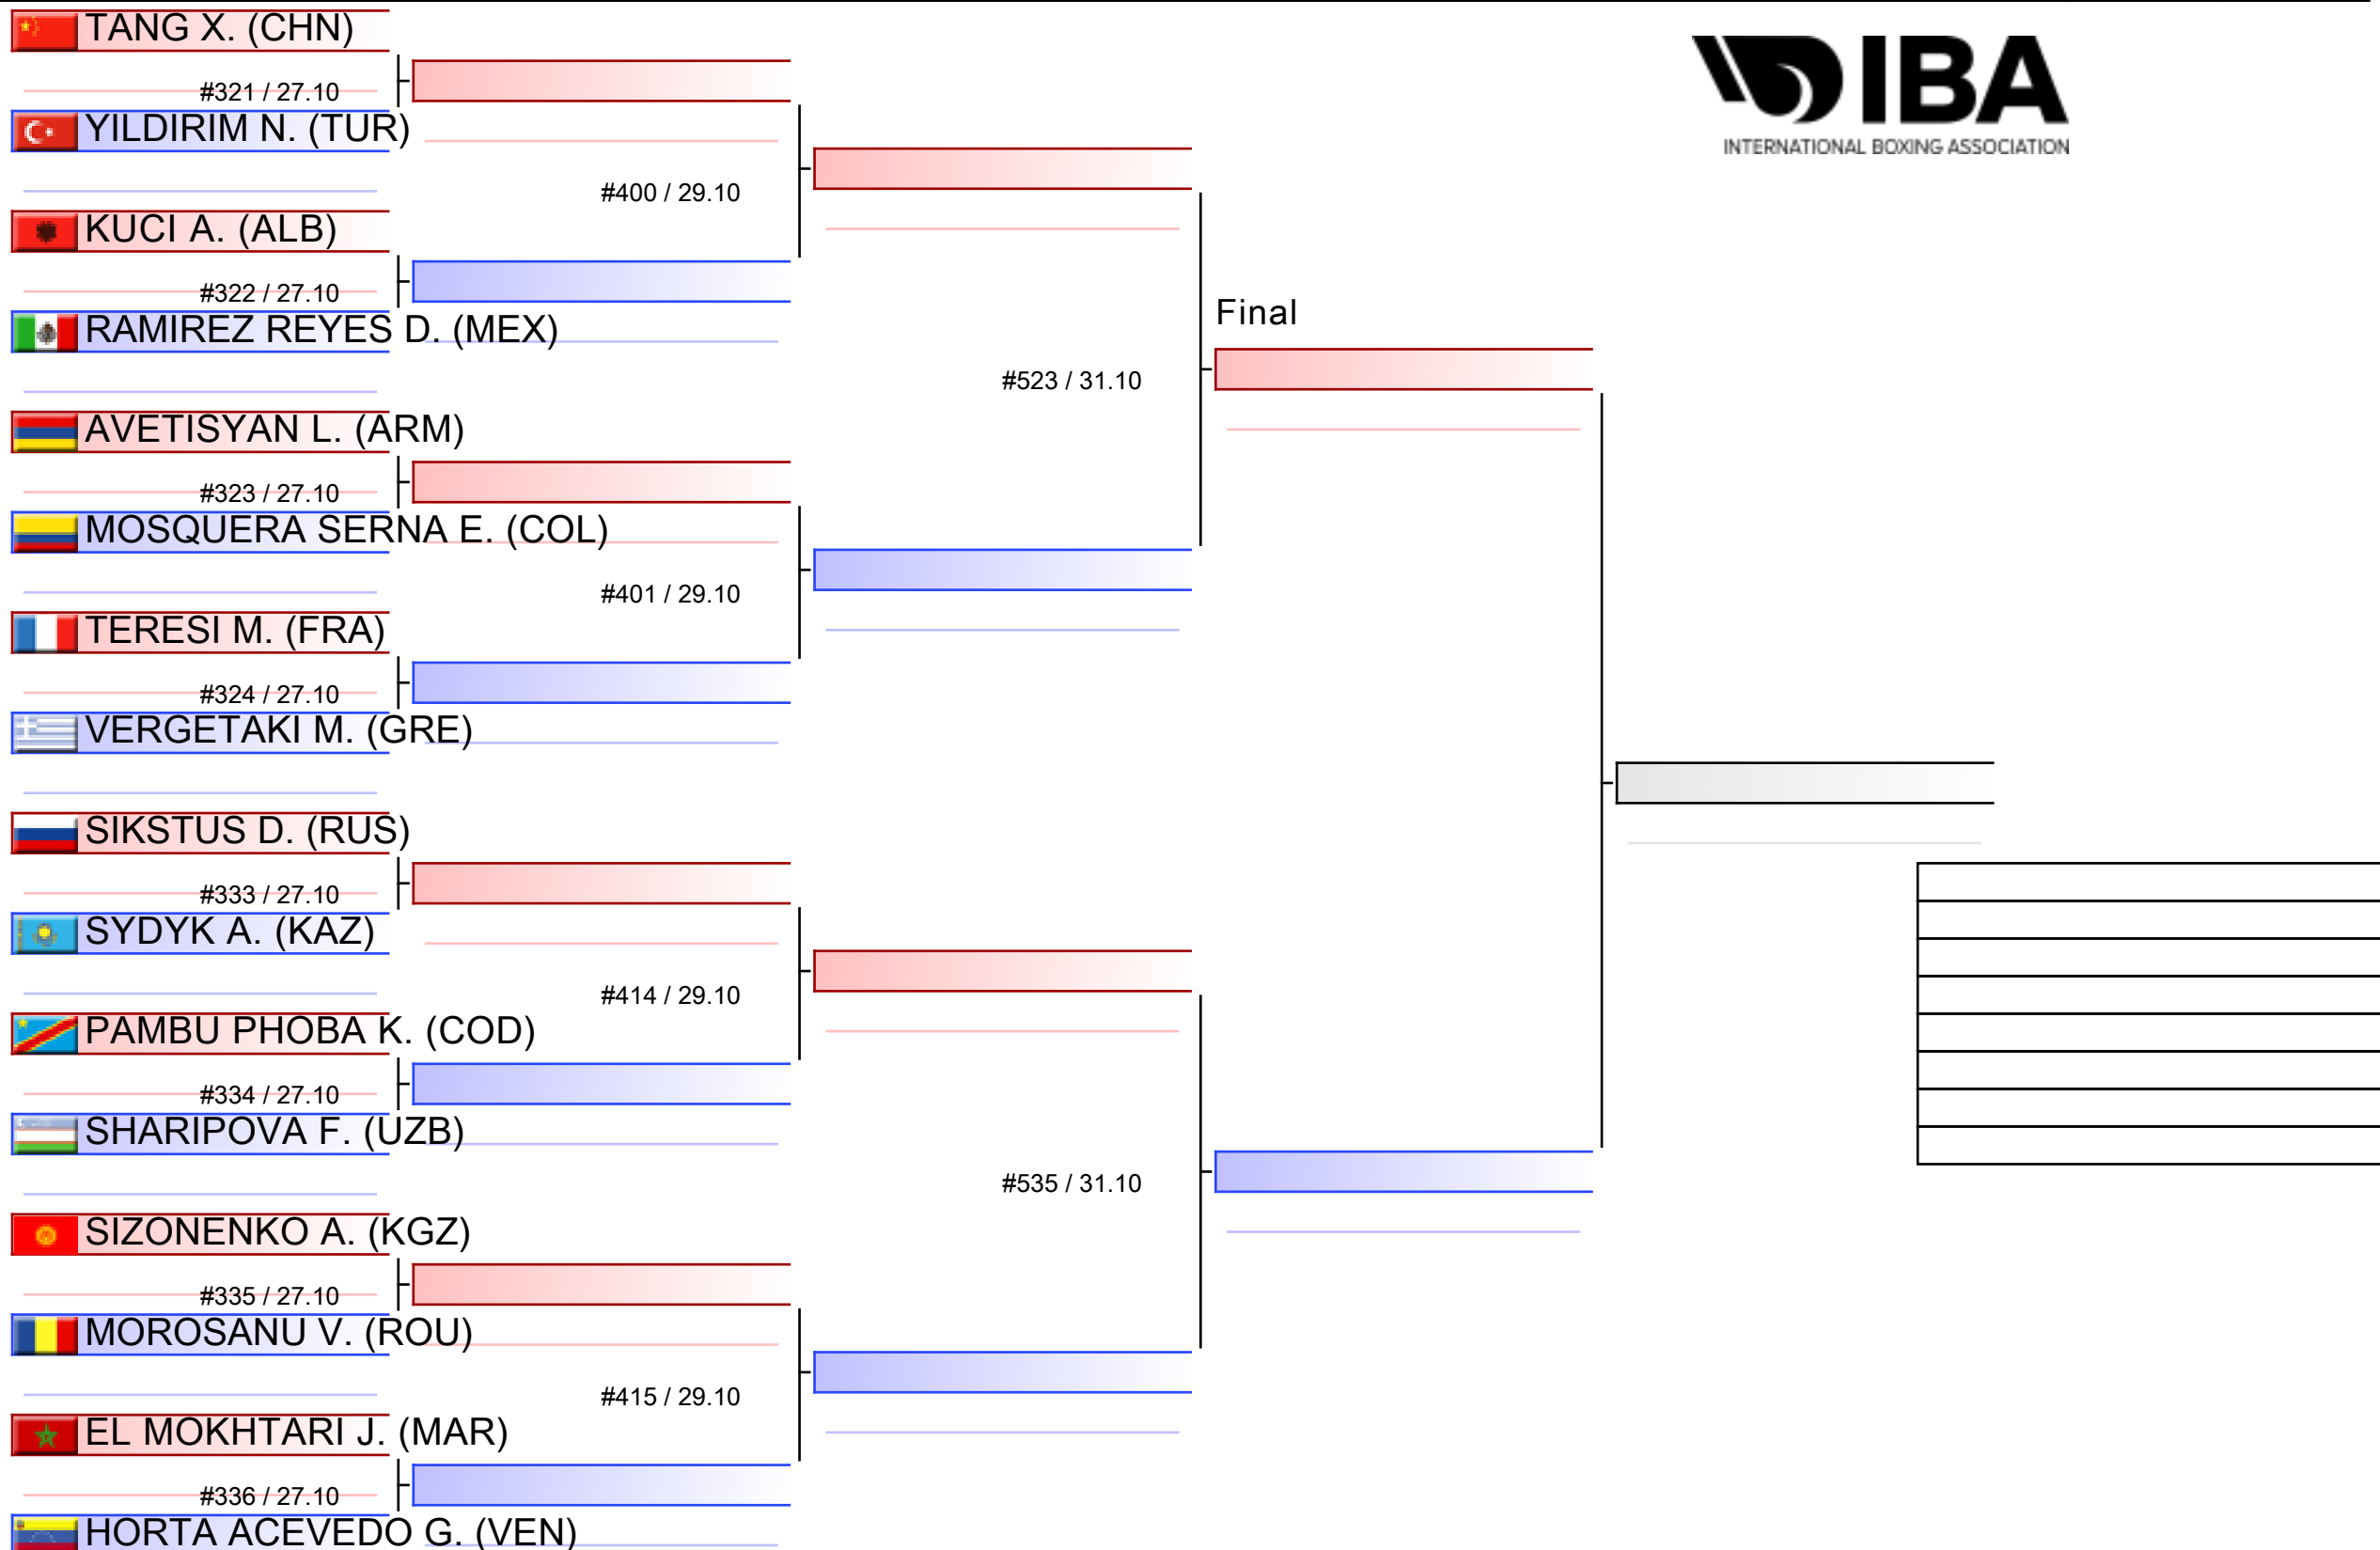 TANG X. (CHN)
#321 / 27.10
YILDIRIM N. (TUR)
#400 / 29.10
KUCI A. (ALB)
#322 / 27.10
RAMIREZ REYES D. (MEX)
#523 / 31.10
AVETISYAN L. (ARM)
#323 / 27.10
MOSQUERA SERNA E. (COL)
#401 / 29.10
TERESI M. (FRA)
#324 / 27.10
VERGETAKI M. (GRE)
Final
SIKSTUS D. (RUS)
#333 / 27.10
SYDYK A. (KAZ)
#414 / 29.10
PAMBU PHOBA K. (COD)
#334 / 27.10
SHARIPOVA F. (UZB)
#535 / 31.10
SIZONENKO A. (KGZ)
#335 / 27.10
MOROSANU V. (ROU)
#415 / 29.10
EL MOKHTARI J. (MAR)
#336 / 27.10
HORTA ACEVEDO G. (VEN)
IBA
INTERNATIONAL BOXING ASSOCIATION